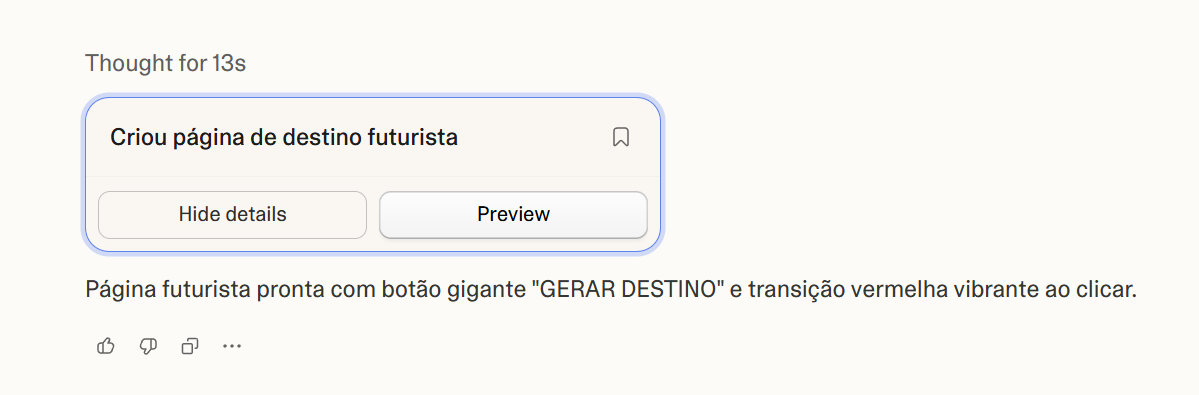 Thought for 13s
Criou página de destino futurista
Hide details
Preview
Página futurista pronta com botão gigante "GERAR DESTINO" e transição vermelha vibrante ao clicar.